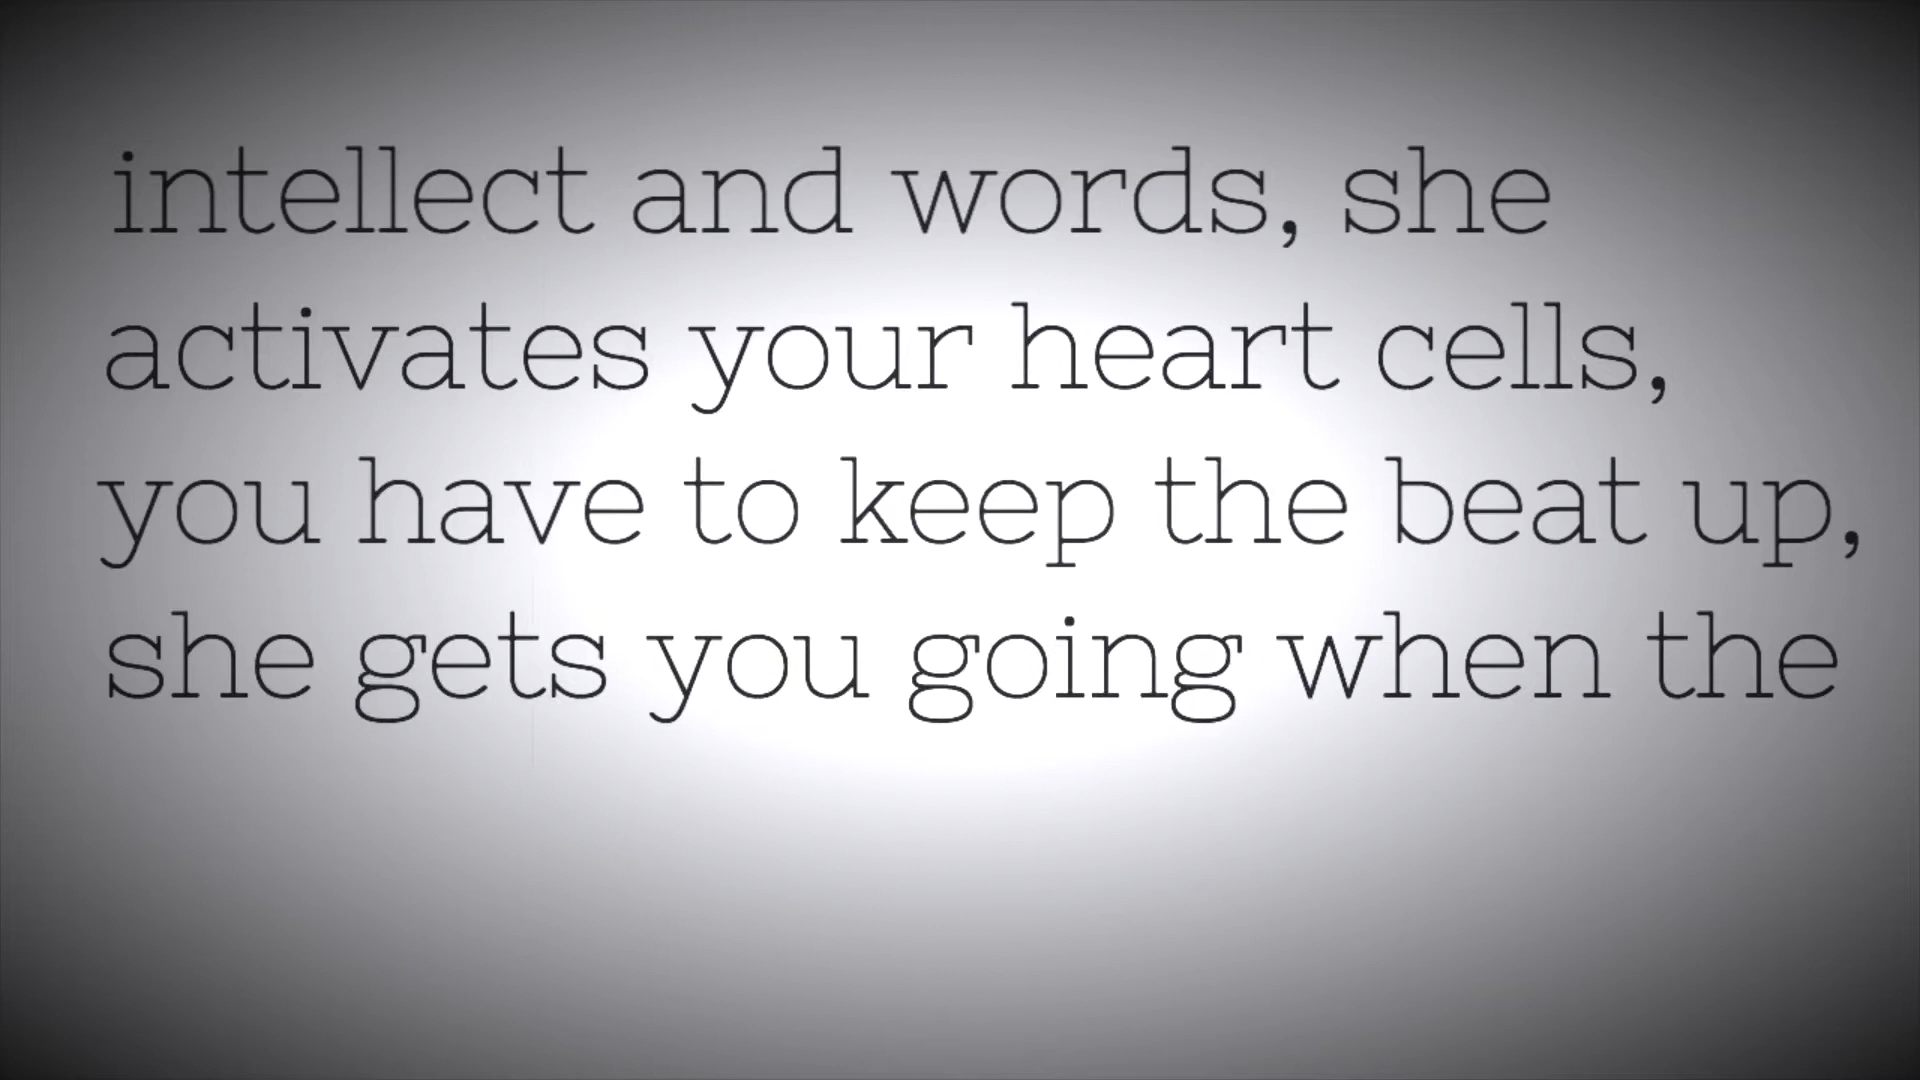 intellect and words, she
activates your heart cells,
you have to keep the beat up,
she gets you going when the